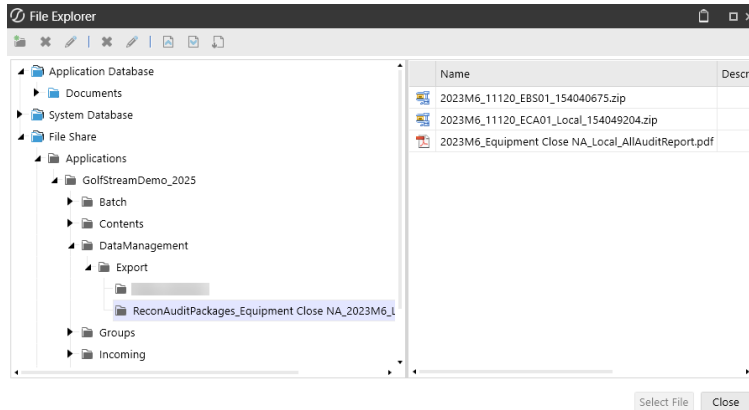 File Explorer
Application Database
Documents
System Database
File Share
Applications
GolfStreamDemo_2025
Batch
Contents
DataManagement
Export
ReconAuditPackages_Equipment Close NA_2023M6_L
Groups
Incoming
Name Descr
2023M6_11120_EBS01_154040675.zip
2023M6_11120_ECA01_Local_154049204.zip
2023M6_Equipment Close NA_Local_AllAuditReport.pdf
Select File Close